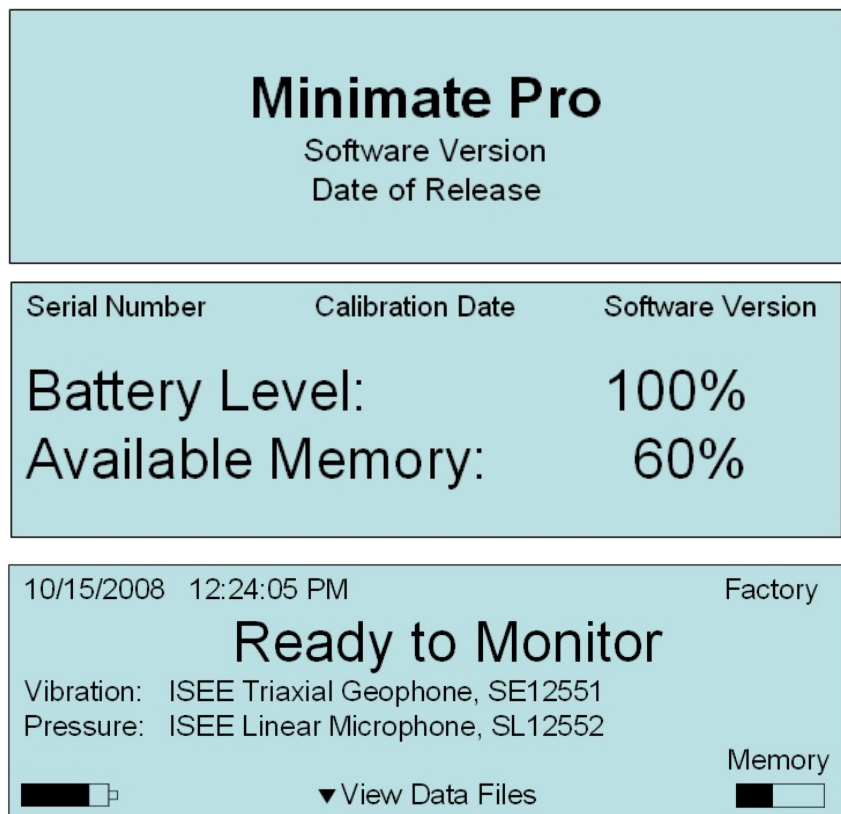 Minimate Pro
Software Version
Date of Release
Serial Number Calibration Date Software Version
Battery Level: 100%
Available Memory: 60%
10/15/2008 12:24:05 PM Factory
Ready to Monitor
Vibration: ISEE Triaxial Geophone, SE12551
Pressure: ISEE Linear Microphone, SL12552
Memory
▼View Data Files